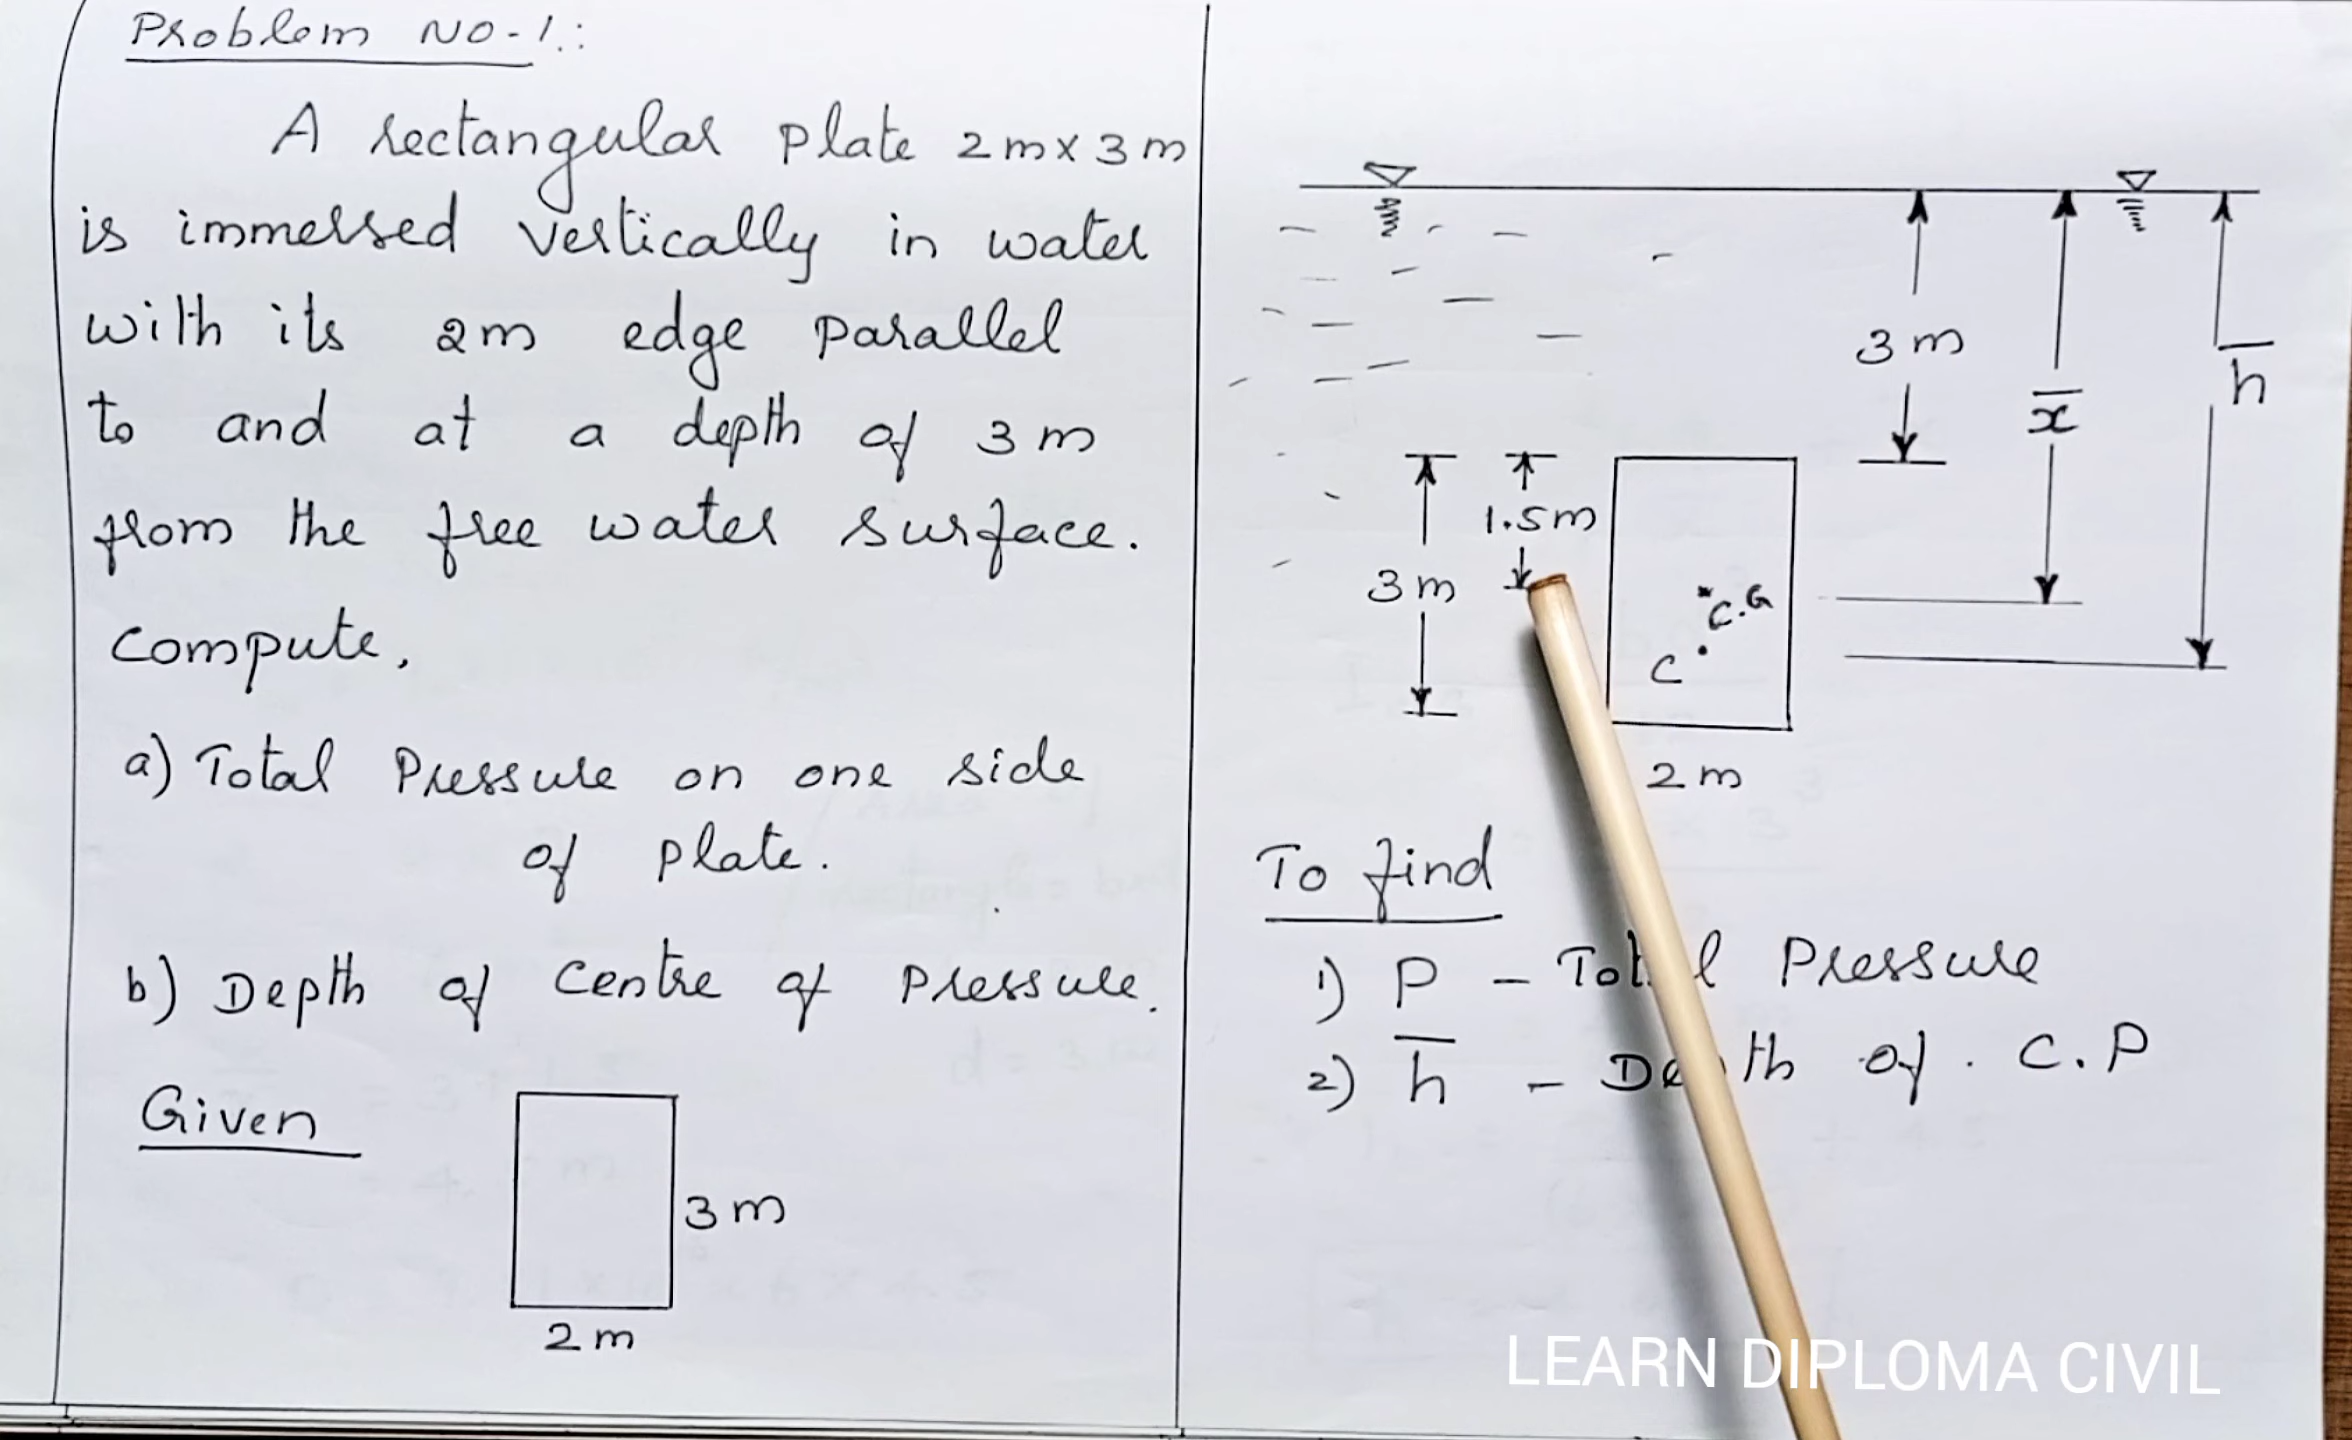 Problem NO-1.:
A rectangular plate 2m x 3m
is immersed vertically in water
with its 2m edge parallel
to and at a depth of 3m
from the free water surface.
Compute,
a) Total Pressure on one side
of plate.
b) Depth of Centre of Pressure.
Given
3m
2m
3m
x̅
h̅
1.5m
3m
C.G
C
2m
To find
1) P - Total Pressure
2) h̅ - Depth of . C.P
LEARN DIPLOMA CIVIL